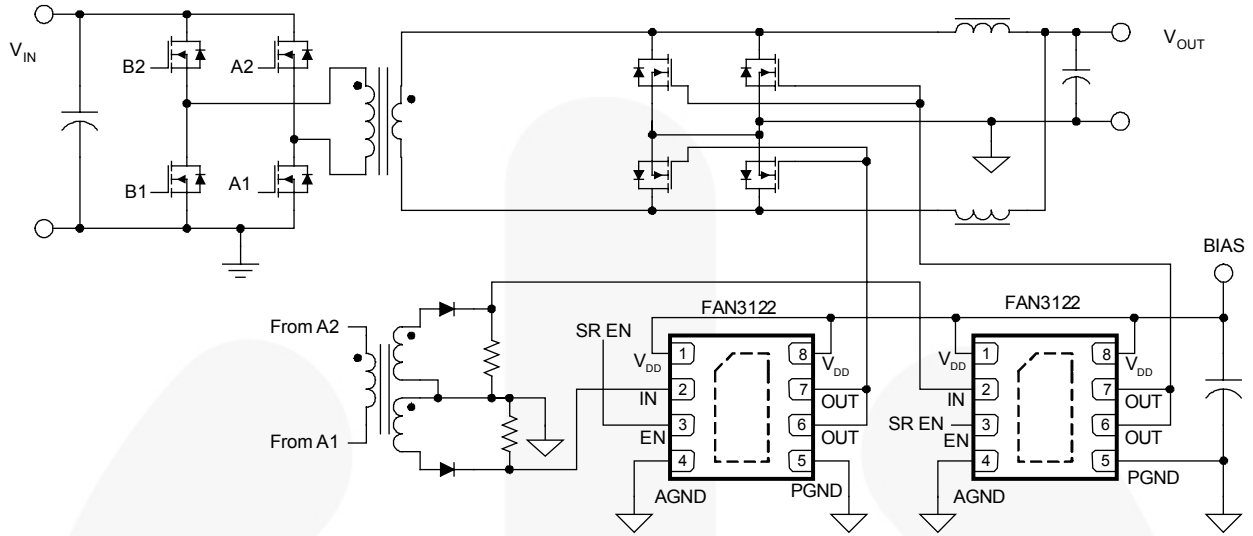 VIN
VOUT
B2
A2
B1
A1
BIAS
From A2
From A1
SR EN
FAN3122
VDD
IN
EN
AGND
1
2
3
4
8
7
6
5
VDD
OUT
OUT
PGND
FAN3122
VDD
IN
SR EN
EN
AGND
1
2
3
4
8
7
6
5
VDD
OUT
OUT
PGND